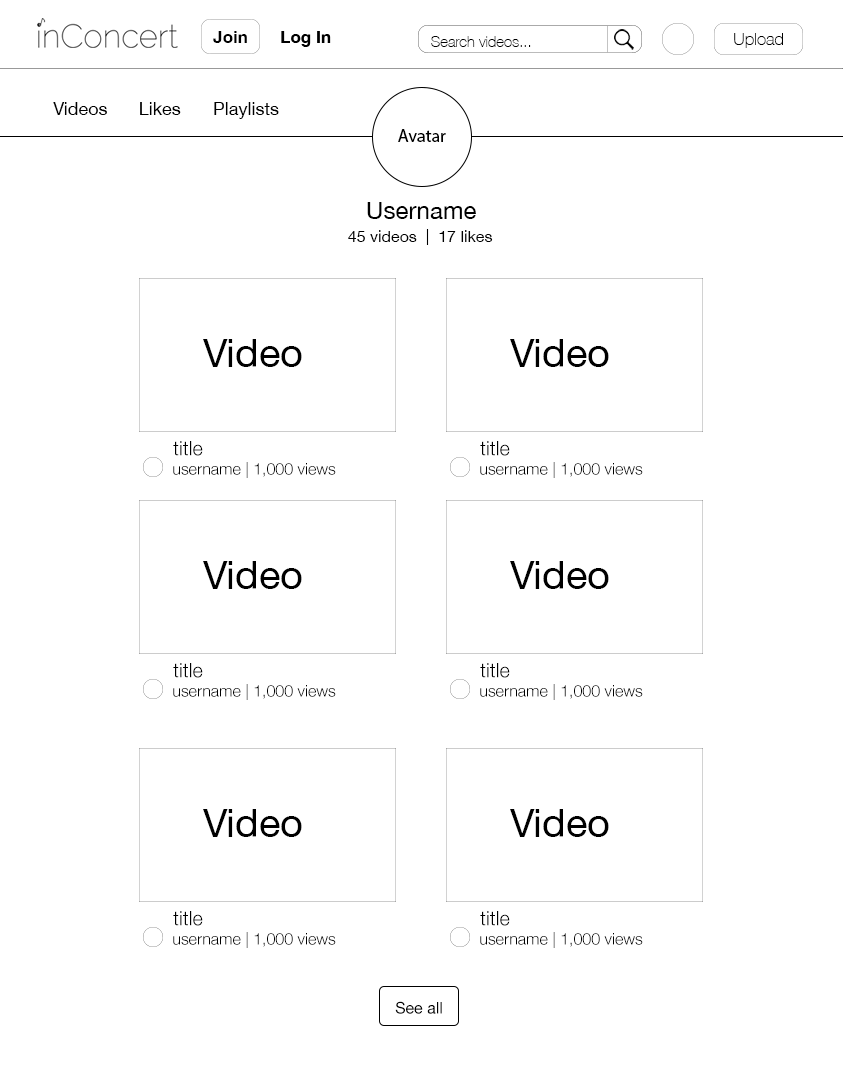 inConcert Join Log In Search videos... Upload
Videos Likes Playlists
Avatar
Username
45 videos | 17 likes
Video Video
title title
username | 1,000 views username | 1,000 views
Video Video
title title
username | 1,000 views username | 1,000 views
Video Video
title title
username | 1,000 views username | 1,000 views
See all